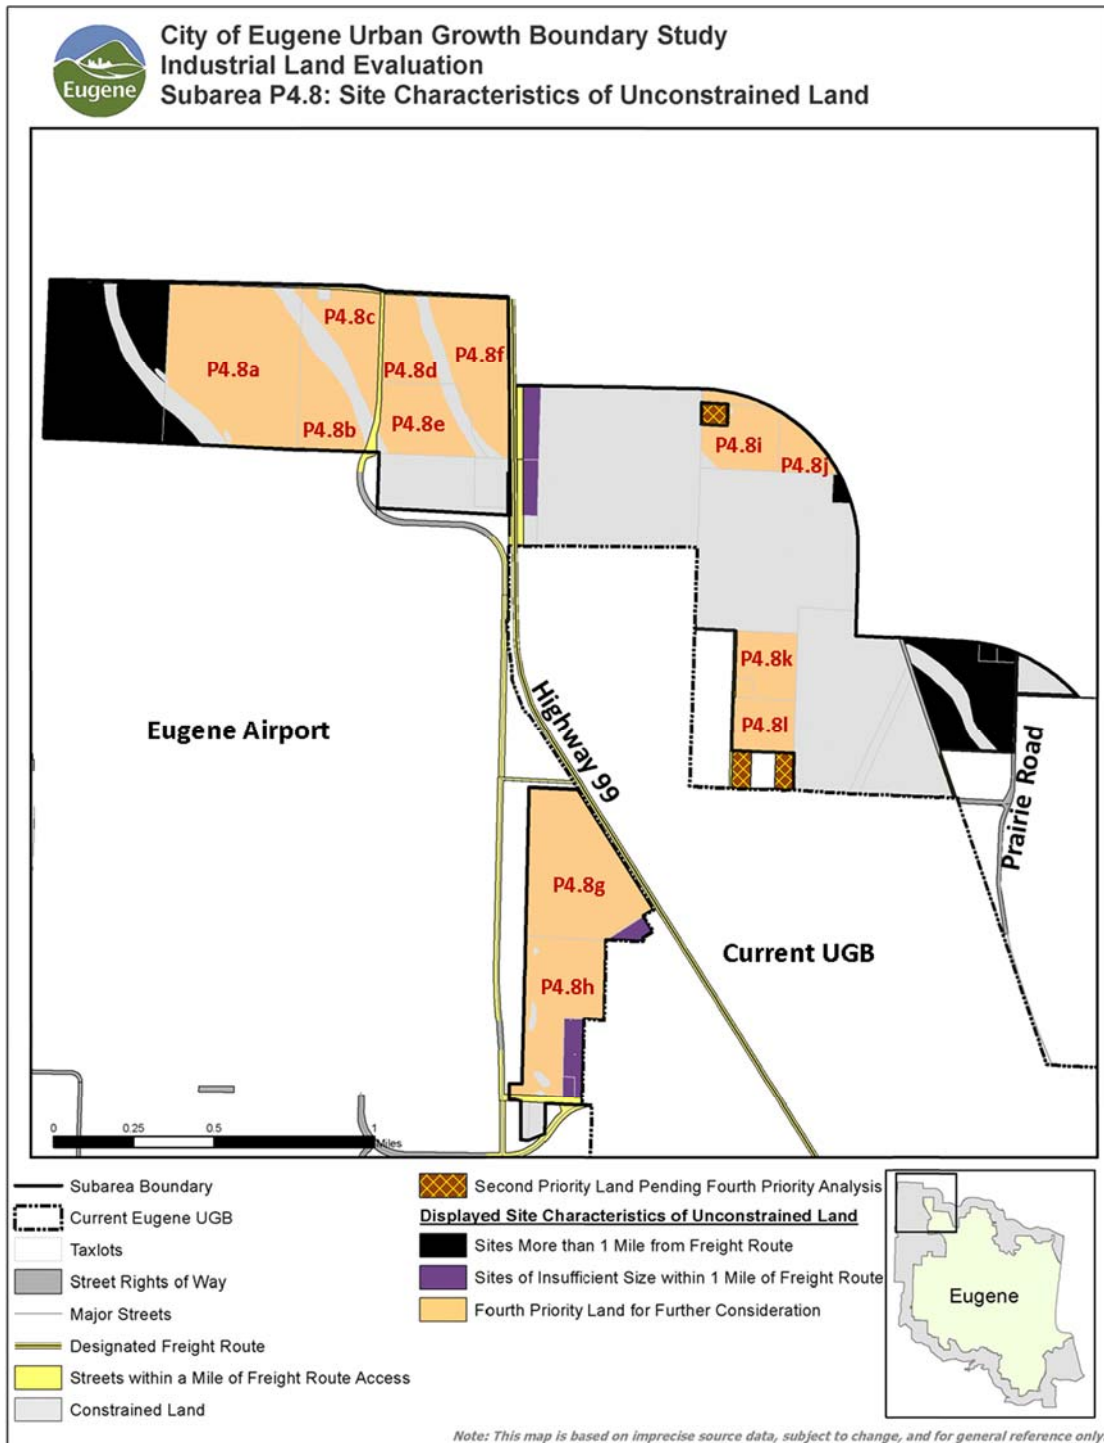 City of Eugene Urban Growth Boundary Study
Industrial Land Evaluation
Subarea P4.8: Site Characteristics of Unconstrained Land
Eugene
P4.8a
P4.8b
P4.8c
P4.8d
P4.8e
P4.8f
P4.8i
P4.8j
P4.8k
P4.8l
Eugene Airport
Highway 99
Prairie Road
P4.8g
Current UGB
P4.8h
0 0.25 0.5 1
Miles
Subarea Boundary
Current Eugene UGB
Taxlots
Street Rights of Way
Major Streets
Designated Freight Route
Streets within a Mile of Freight Route Access
Constrained Land
Second Priority Land Pending Fourth Priority Analysis
Displayed Site Characteristics of Unconstrained Land
Sites More than 1 Mile from Freight Route
Sites of Insufficient Size within 1 Mile of Freight Route
Fourth Priority Land for Further Consideration
Eugene
Note: This map is based on imprecise source data, subject to change, and for general reference only.